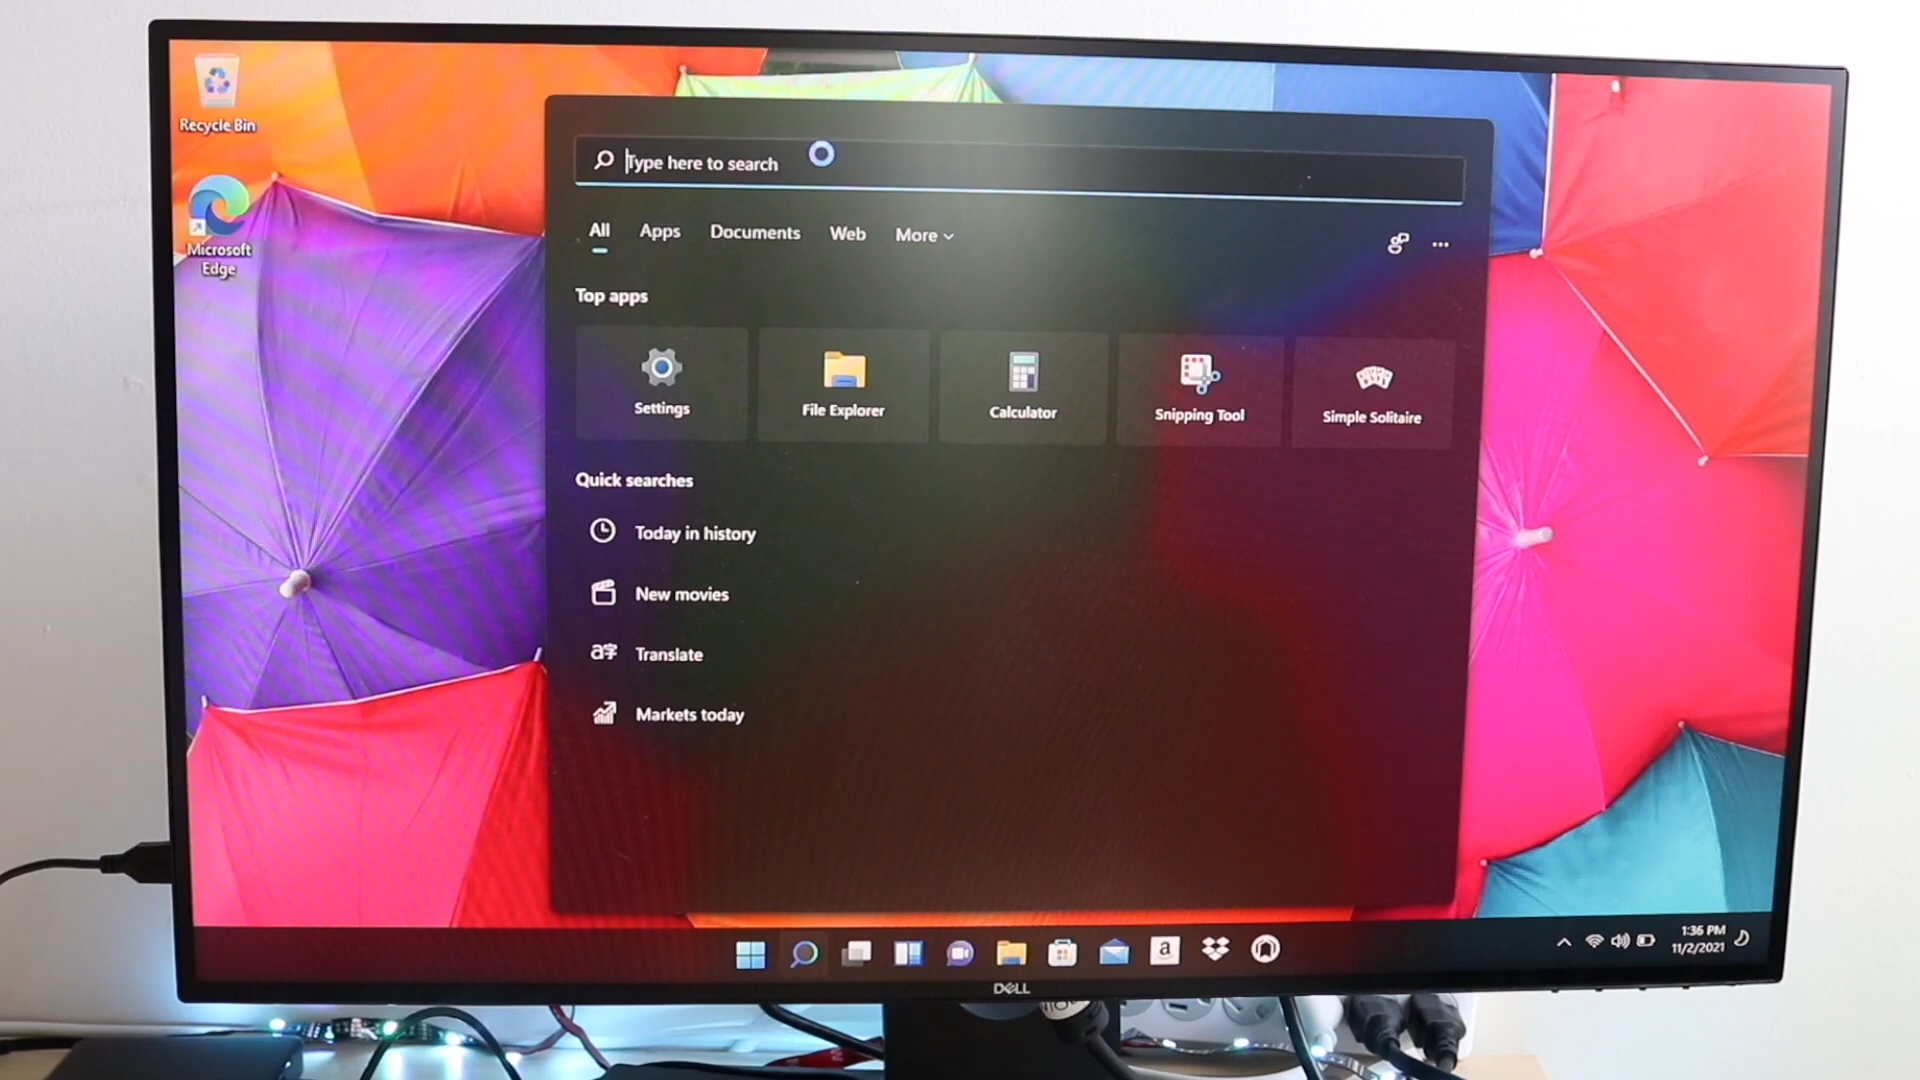 Recycle Bin
Microsoft
Edge
Type here to search
All Apps Documents Web More
Top apps
Settings File Explorer Calculator Snipping Tool Simple Solitaire
Quick searches
Today in history
New movies
a字 Translate
Markets today
a
1:36 PM
11/2/2021
DELL